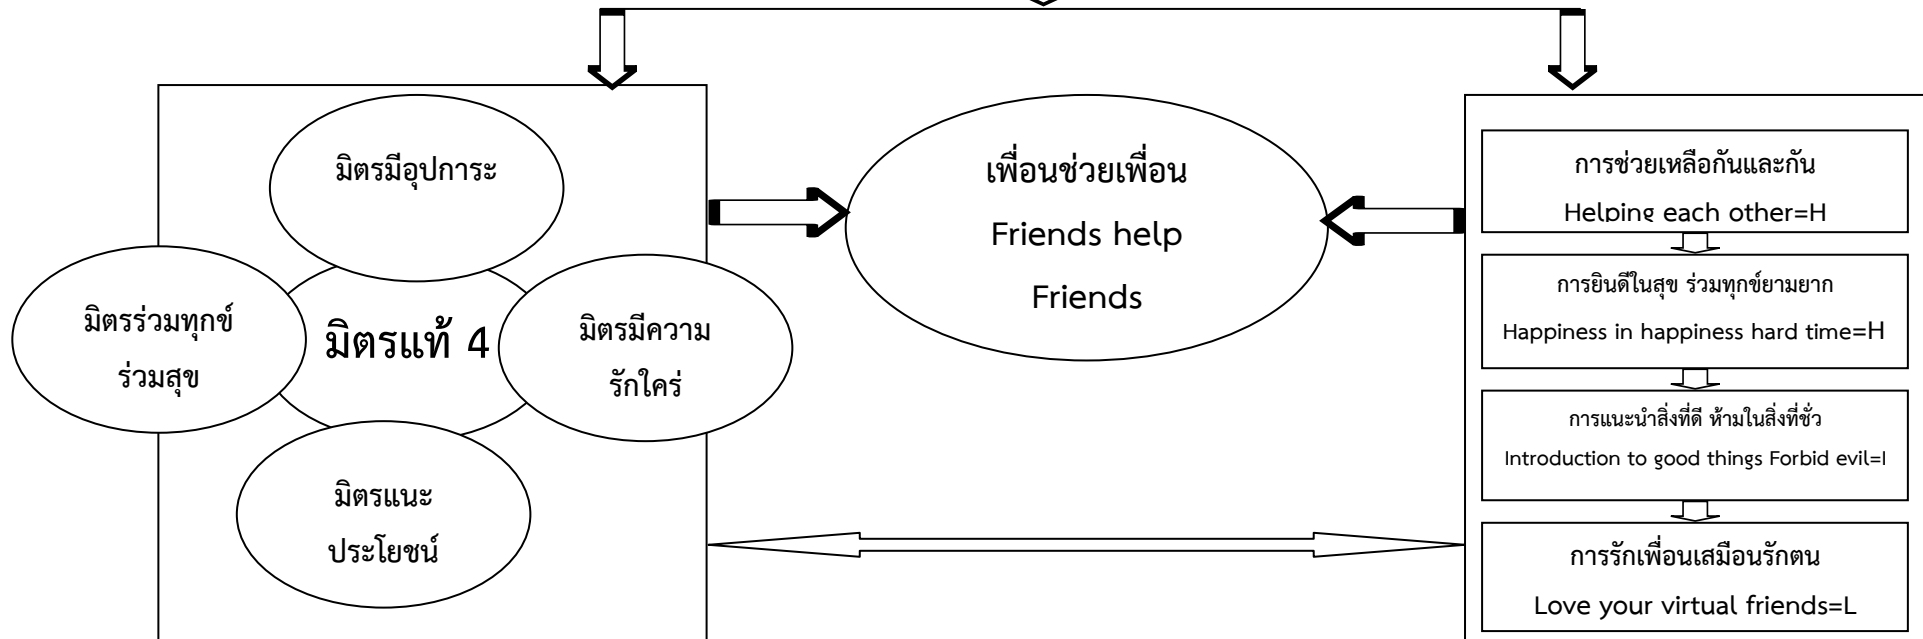 มิตรมีอุปการะ
มิตรร่วมทุกข์
ร่วมสุข
มิตรแท้ 4
มิตรมีความ
รักใคร่
มิตรแนะ
ประโยชน์
เพื่อนช่วยเพื่อน
Friends help
Friends
การช่วยเหลือกันและกัน
Helping each other=H
การยินดีในสุข ร่วมทุกข์ยามยาก
Happiness in happiness hard time=H
การแนะนำสิ่งที่ดี ห้ามในสิ่งที่ชั่ว
Introduction to good things Forbid evil=I
การรักเพื่อนเสมือนรักตน
Love your virtual friends=L